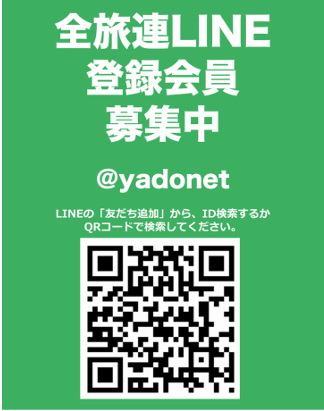 全旅連LINE
登録会員
募集中
@yadonet
LINEの「友だち追加」から、ID検索するか
QRコードで検索してください。